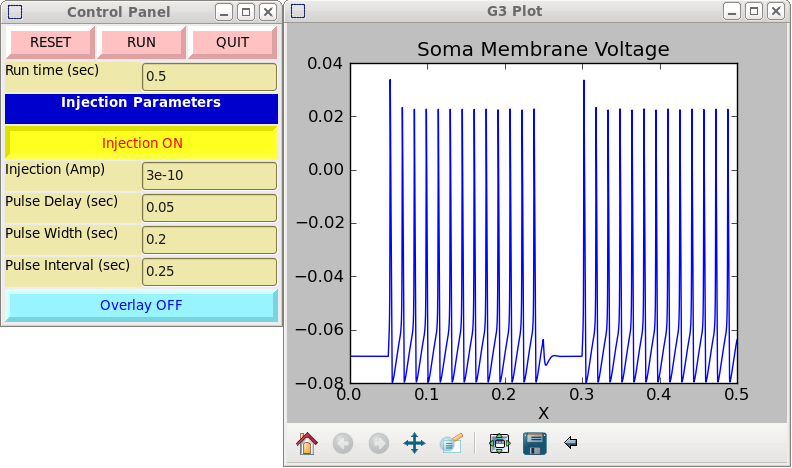 Control Panel
RESET RUN QUIT
Run time (sec) 0.5
Injection Parameters
Injection ON
Injection (Amp) 3e-10
Pulse Delay (sec) 0.05
Pulse Width (sec) 0.2
Pulse Interval (sec) 0.25
Overlay OFF
G3 Plot
Soma Membrane Voltage
0.04
0.02
0.00
−0.02
−0.04
−0.06
−0.08
0.0 0.1 0.2 0.3 0.4 0.5
X